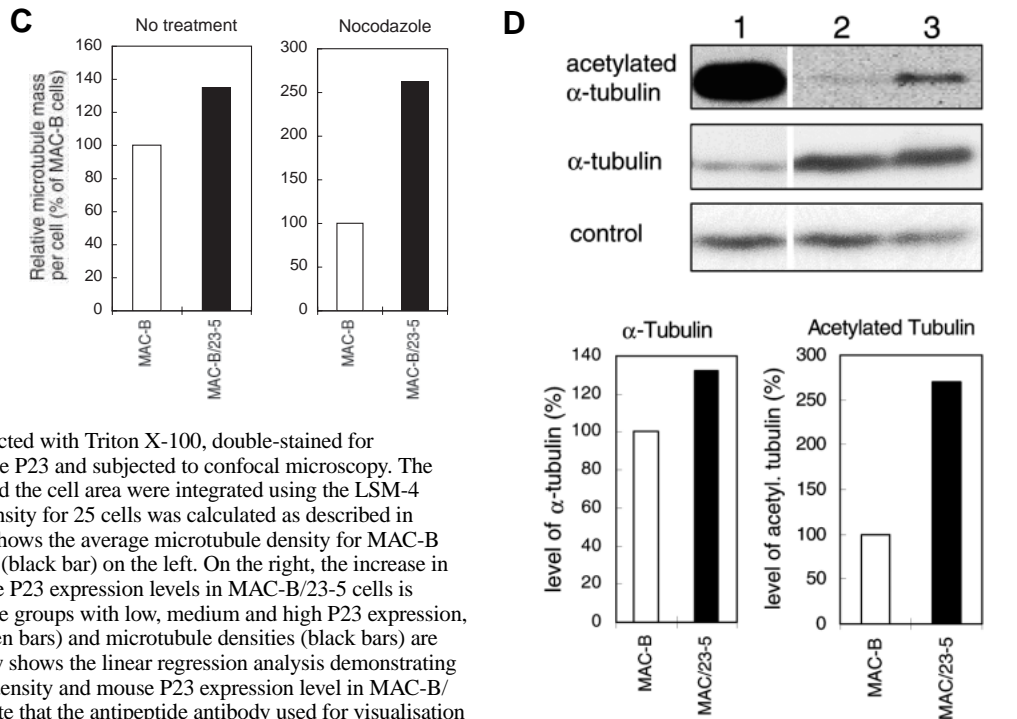 C
No treatment
Nocodazole
Relative microtubule mass
per cell (% of MAC-B cells)
160
140
120
100
80
60
40
20
0
MAC-B
MAC-B/23-5
300
250
200
150
100
50
0
MAC-B
MAC-B/23-5
cted with Triton X-100, double-stained for
e P23 and subjected to confocal microscopy. The
d the cell area were integrated using the LSM-4
nsity for 25 cells was calculated as described in
hows the average microtubule density for MAC-B
(black bar) on the left. On the right, the increase in
e P23 expression levels in MAC-B/23-5 cells is
e groups with low, medium and high P23 expression,
en bars) and microtubule densities (black bars) are
y shows the linear regression analysis demonstrating
ensity and mouse P23 expression level in MAC-B/
te that the antipeptide antibody used for visualisation
D
1 2 3
acetylated
α-tubulin
α-tubulin
control
α-Tubulin
level of α-tubulin (%)
140
120
100
80
60
40
20
0
MAC-B
MAC/23-5
Acetylated Tubulin
level of acetyl. tubulin (%)
300
250
200
150
100
50
0
MAC-B
MAC/23-5